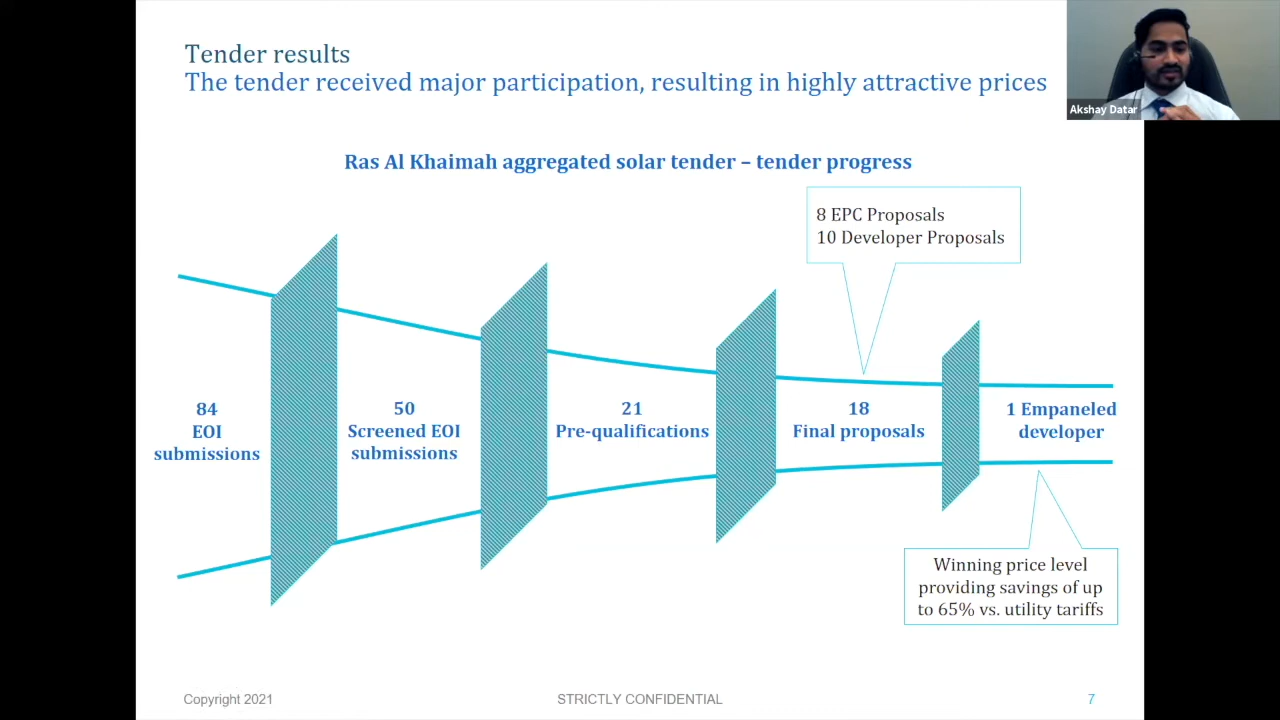 Tender results
The tender received major participation, resulting in highly attractive prices
Akshay Datar
Ras Al Khaimah aggregated solar tender – tender progress
8 EPC Proposals
10 Developer Proposals
84
EOI
submissions
50
Screened EOI
submissions
21
Pre-qualifications
18
Final proposals
1 Empaneled
developer
Winning price level
providing savings of up
to 65% vs. utility tariffs
Copyright 2021
STRICTLY CONFIDENTIAL
7